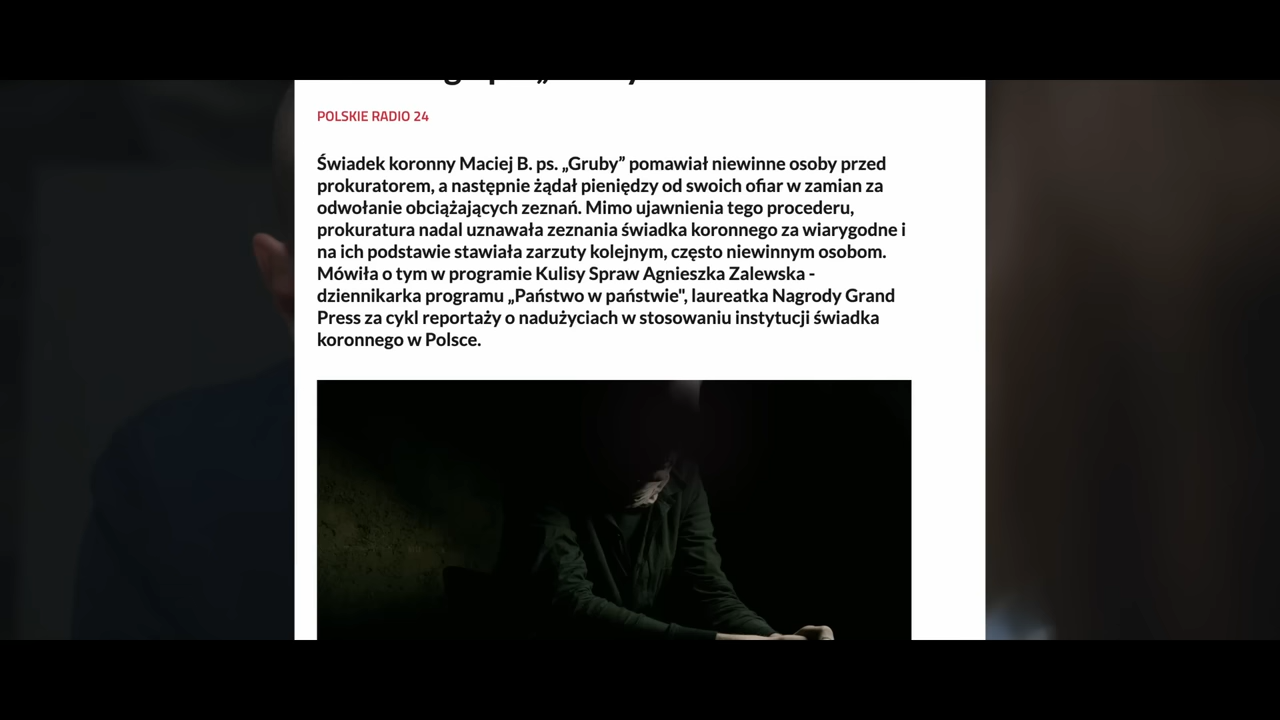 POLSKIE RADIO 24
Świadek koronny Maciej B. ps. „Gruby” pomawiał niewinne osoby przed
prokuratorem, a następnie żądał pieniędzy od swoich ofiar w zamian za
odwołanie obciążających zeznań. Mimo ujawnienia tego procederu,
prokuratura nadal uznawała zeznania świadka koronnego za wiarygodne i
na ich podstawie stawiała zarzuty kolejnym, często niewinnym osobom.
Mówiła o tym w programie Kulisy Spraw Agnieszka Zalewska -
dziennikarka programu „Państwo w państwie", laureatka Nagrody Grand
Press za cykl reportaży o nadużyciach w stosowaniu instytucji świadka
koronnego w Polsce.